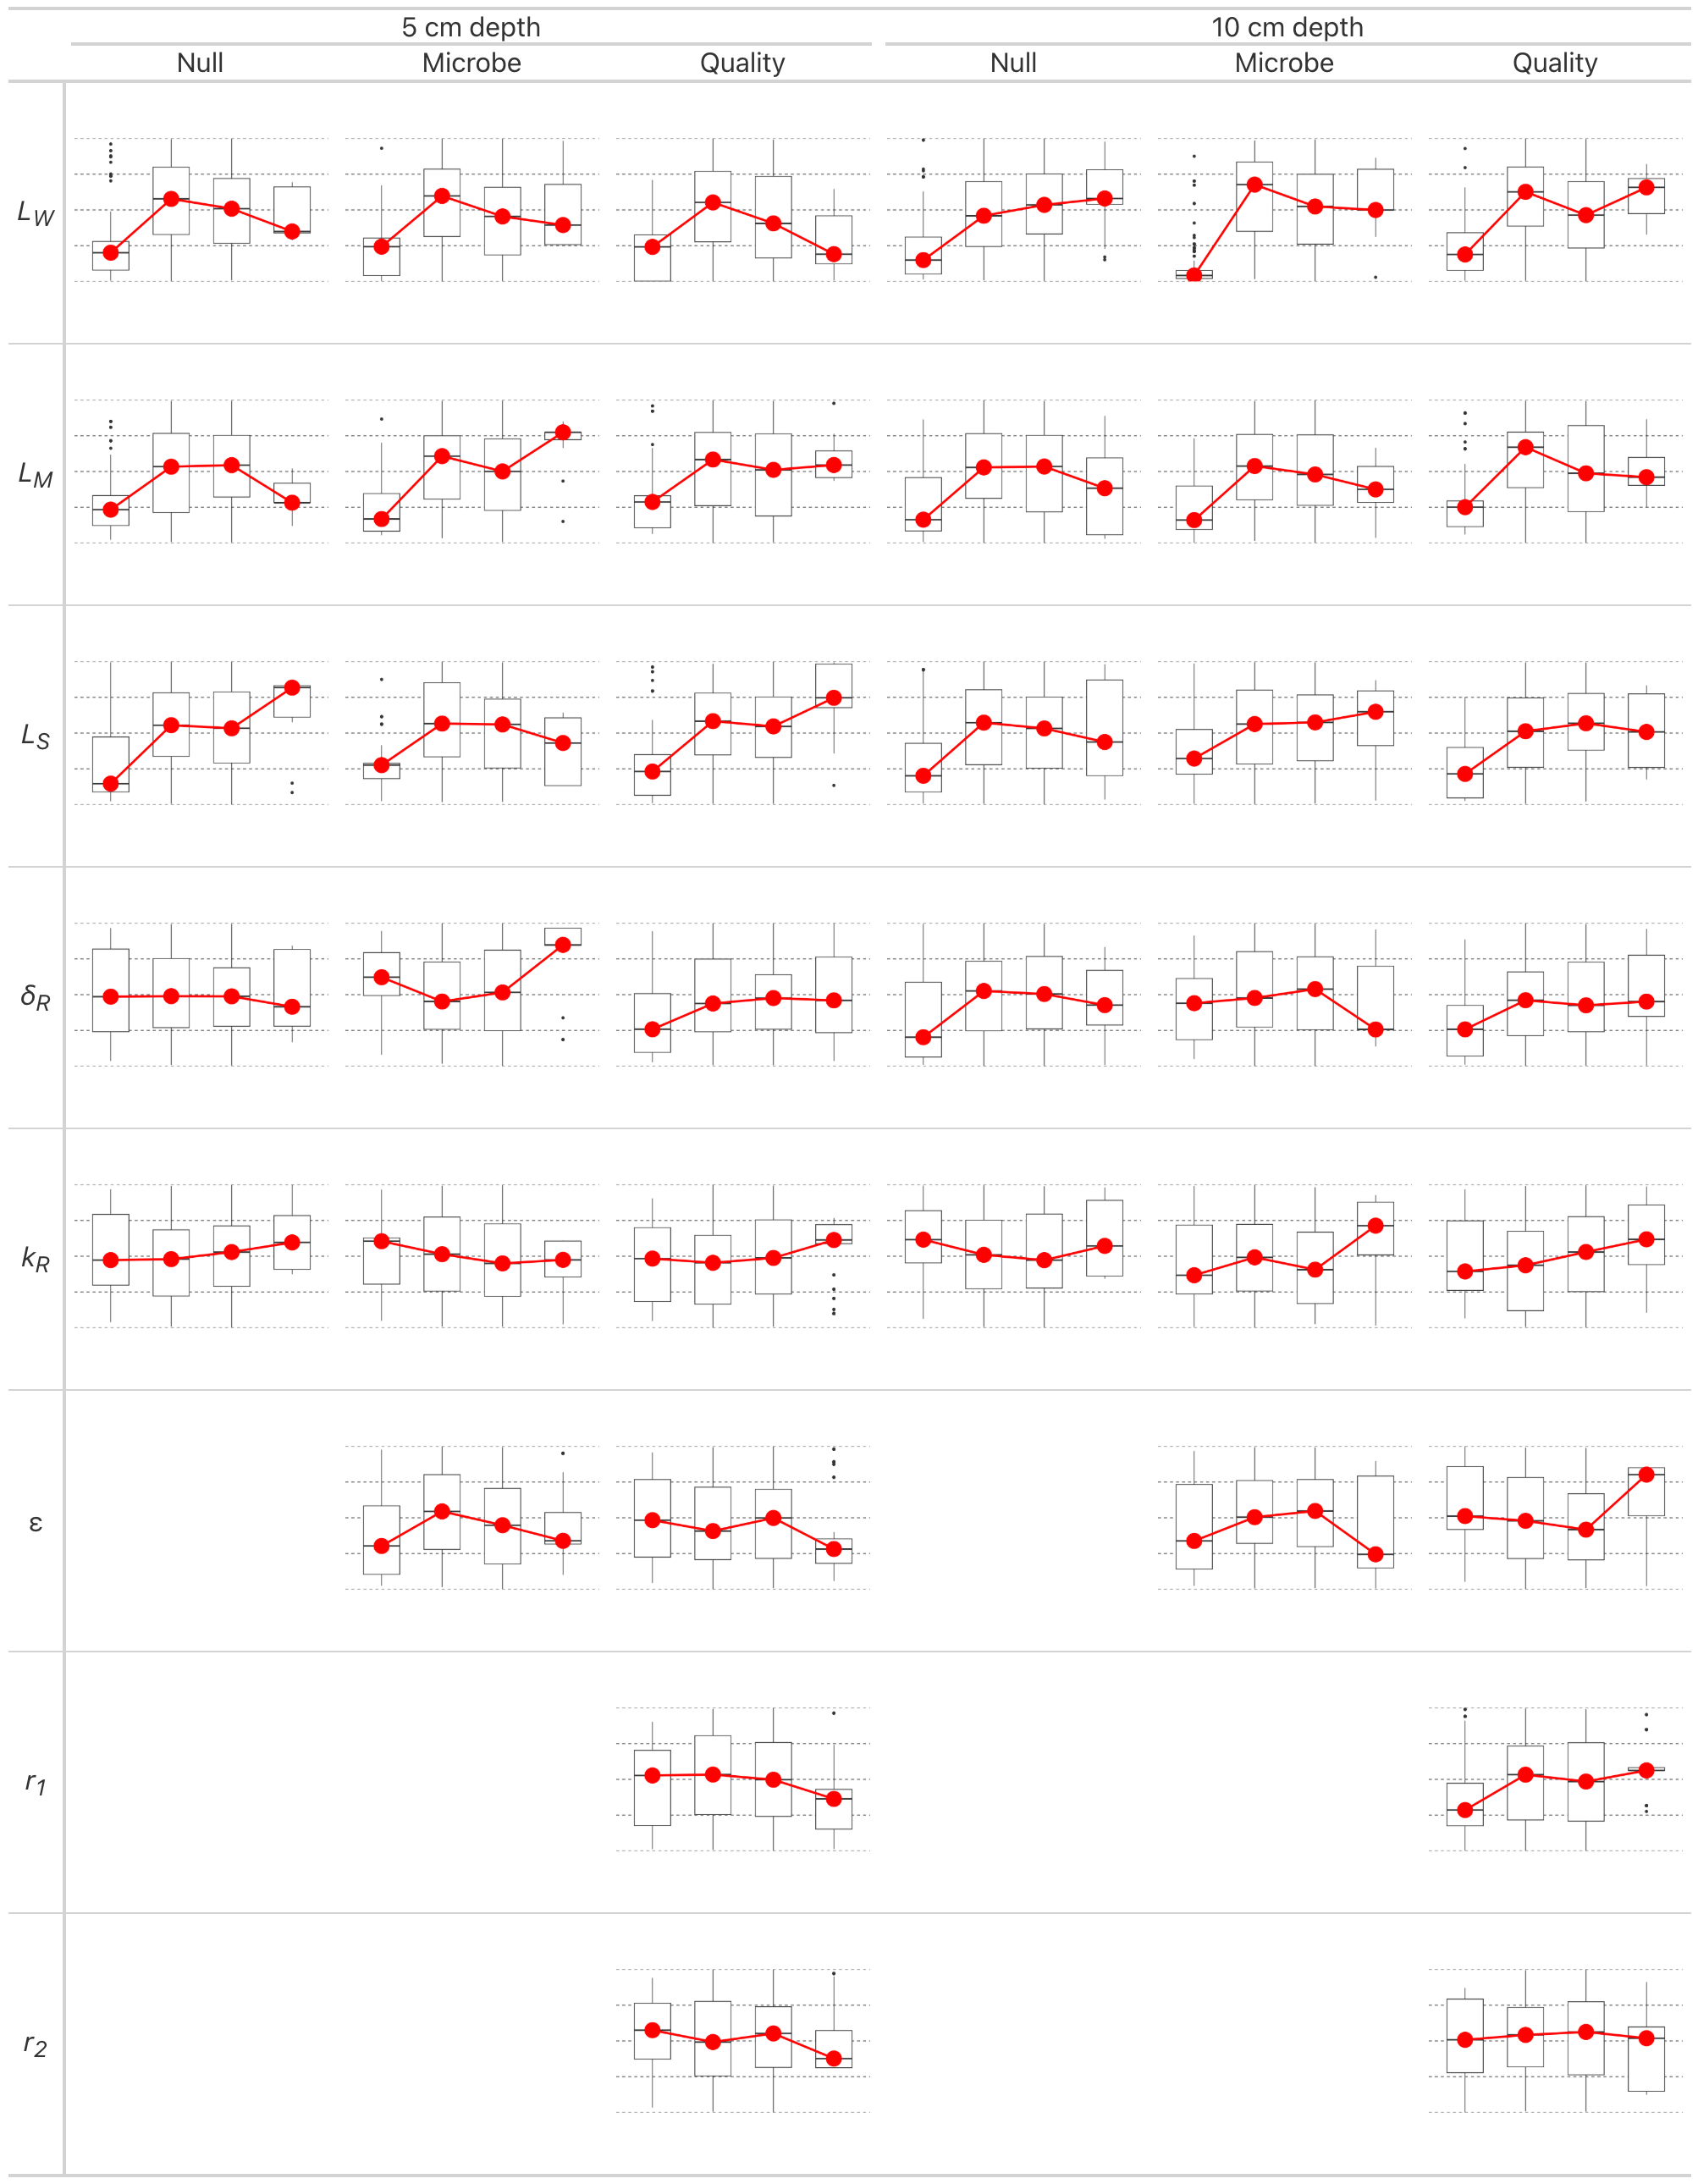 5 cm depth 10 cm depth
Null Microbe Quality Null Microbe Quality
L_W
L_M
L_S
δ_R
k_R
ε
r_1
r_2